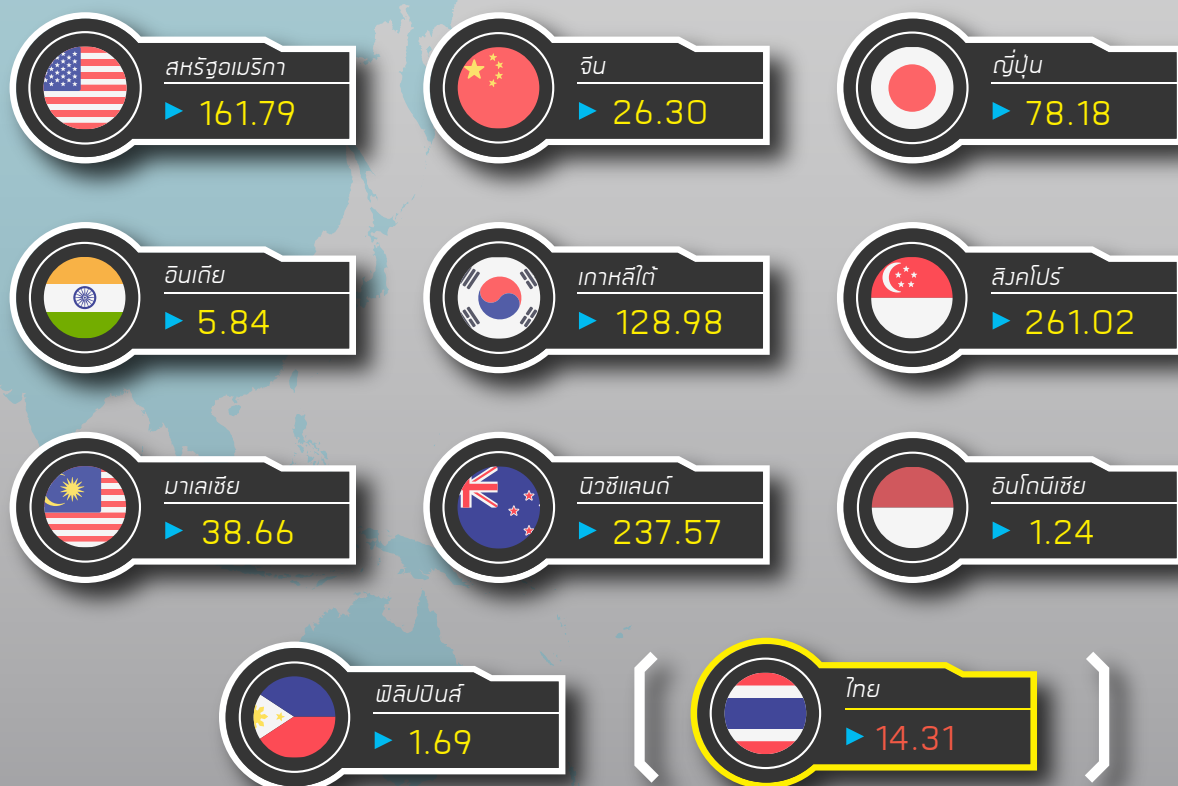 สหรัฐอเมริกา
161.79
จีน
26.30
ญี่ปุ่น
78.18
อินเดีย
5.84
เกาหลีใต้
128.98
สิงคโปร์
261.02
มาเลเซีย
38.66
นิวซีแลนด์
237.57
อินโดนีเซีย
1.24
ฟิลิปปินส์
1.69
ไทย
14.31